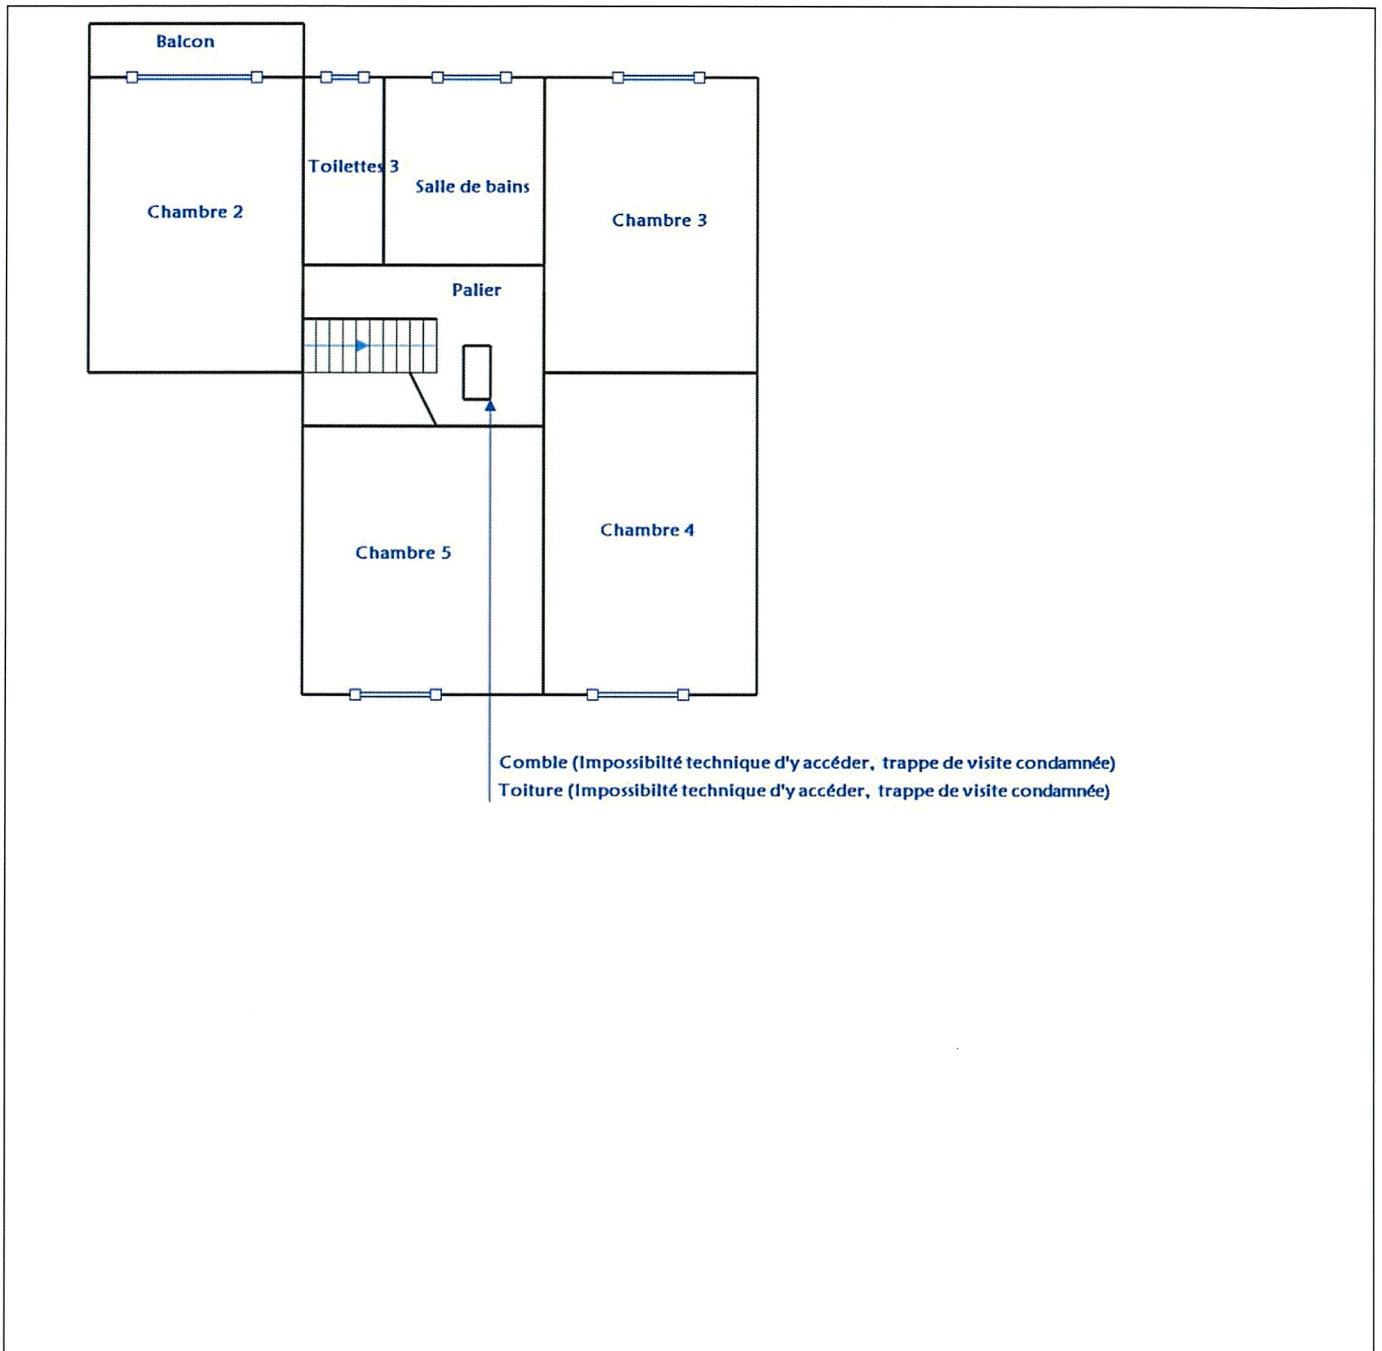 Balcon
Toilettes 3
Salle de bains
Chambre 2
Chambre 3
Palier
Chambre 4
Chambre 5
Comble (Impossibilté technique d'y accéder, trappe de visite condamnée)
Toiture (Impossibilté technique d'y accéder, trappe de visite condamnée)